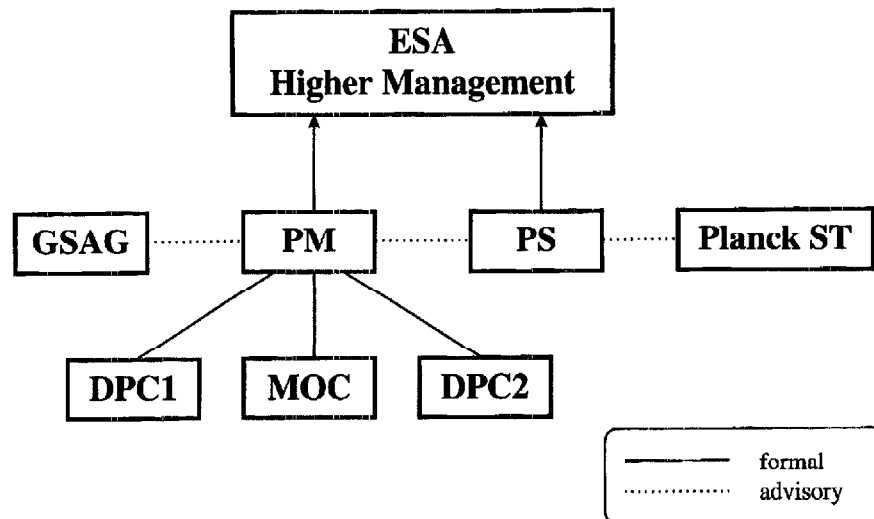 ESA
Higher Management
GSAG
PM
PS
Planck ST
DPC1
MOC
DPC2
formal
advisory